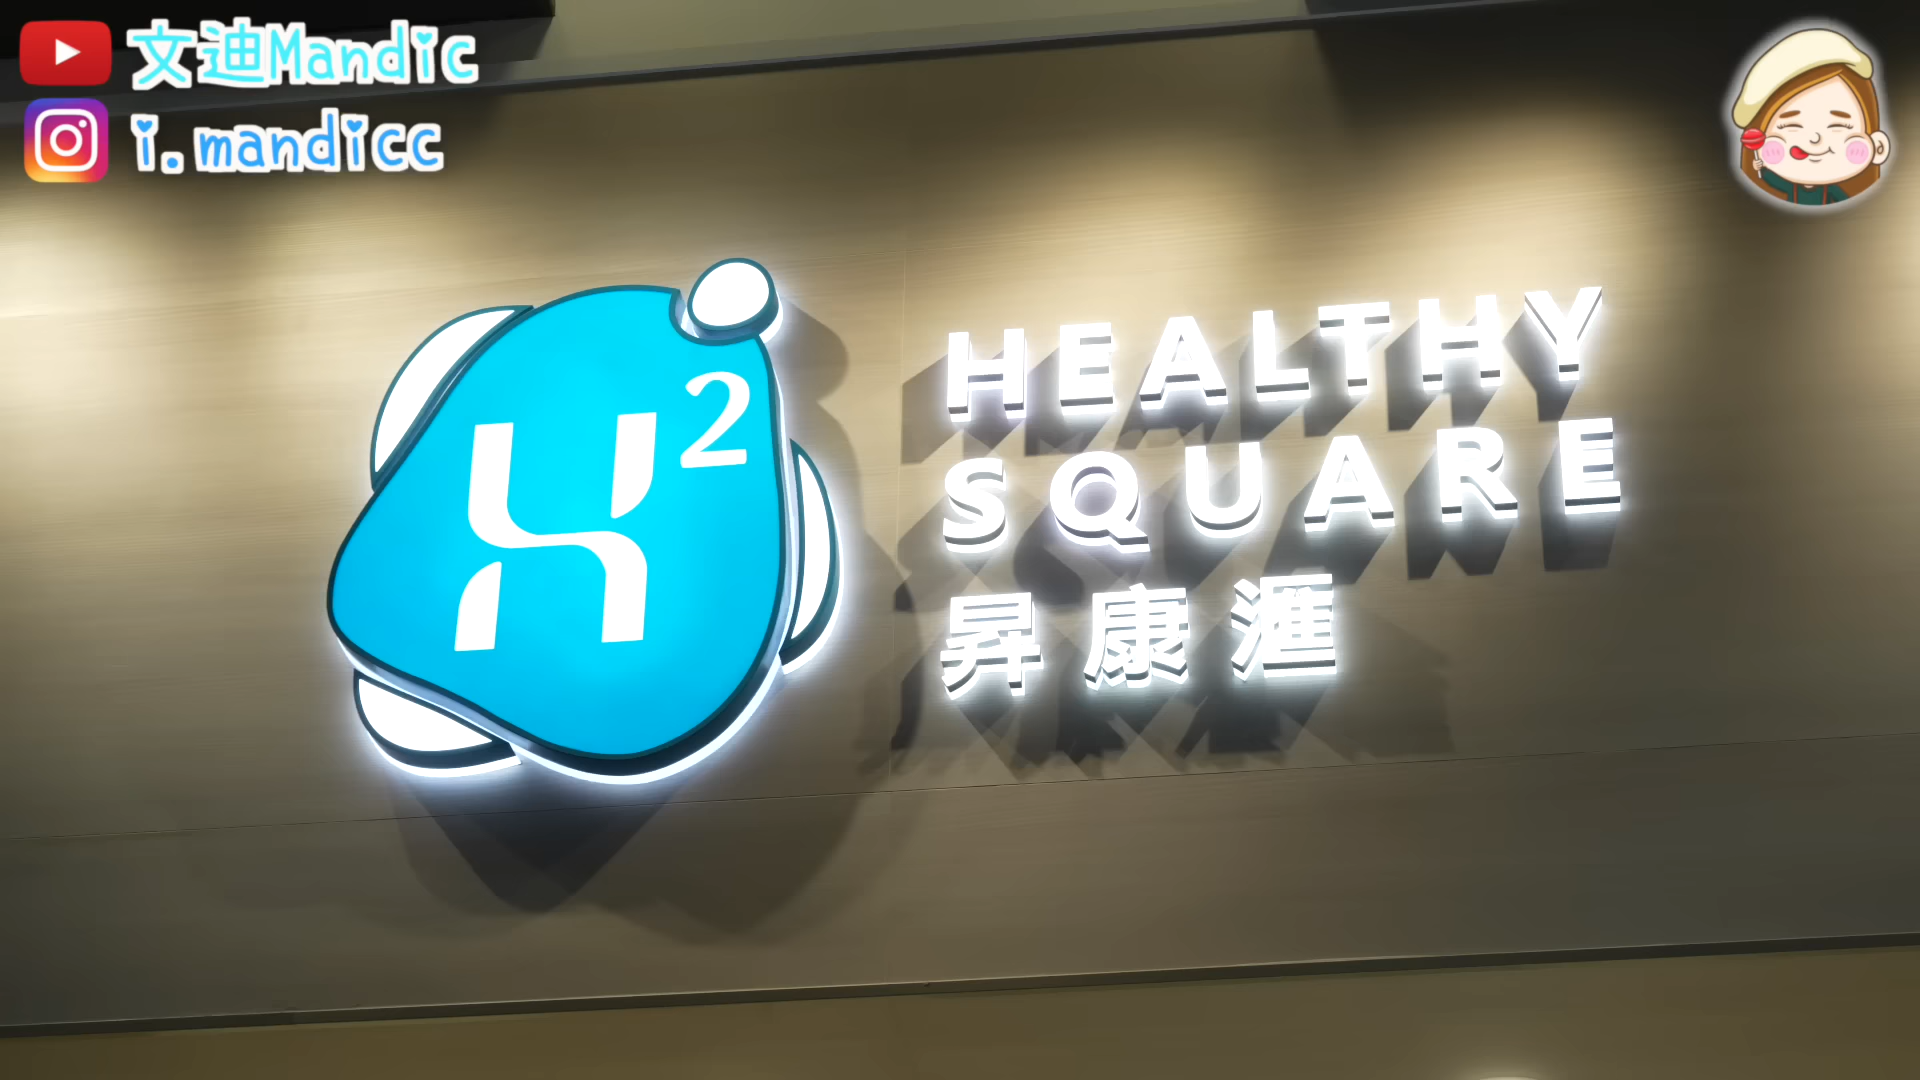 文迪Mandic
i.mandicc
H²
HEALTHY
SQUARE
昇康滙